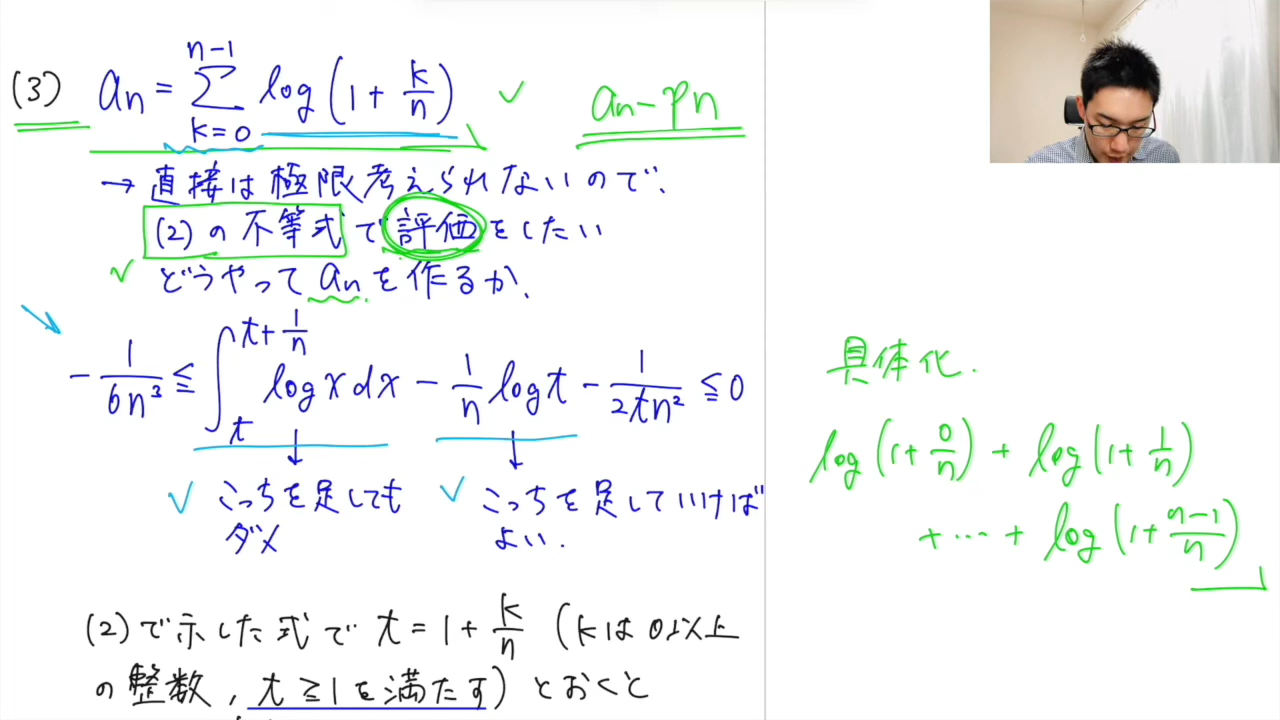 (3) an = Σ_{k=0}^{n-1} log(1 + k/n) ✓ an - pn
→ 直接は極限考えられないので、
(2)の不等式で評価をしたい
✓ どうやって an を作るか.
-1/6n³ ≦ ∫_t^{t+1/n} log x dx - 1/n log t - 1/2tn² ≦ 0
✓ こっちを足しても ダメ
✓ こっちを足していけば よい.
(2)で示した式で t = 1 + k/n (kは0以上
の整数, t ≧ 1 を満たす) とおくと
具体化.
log(1 + 0/n) + log(1 + 1/n)
+ … + log(1 + n-1/n)